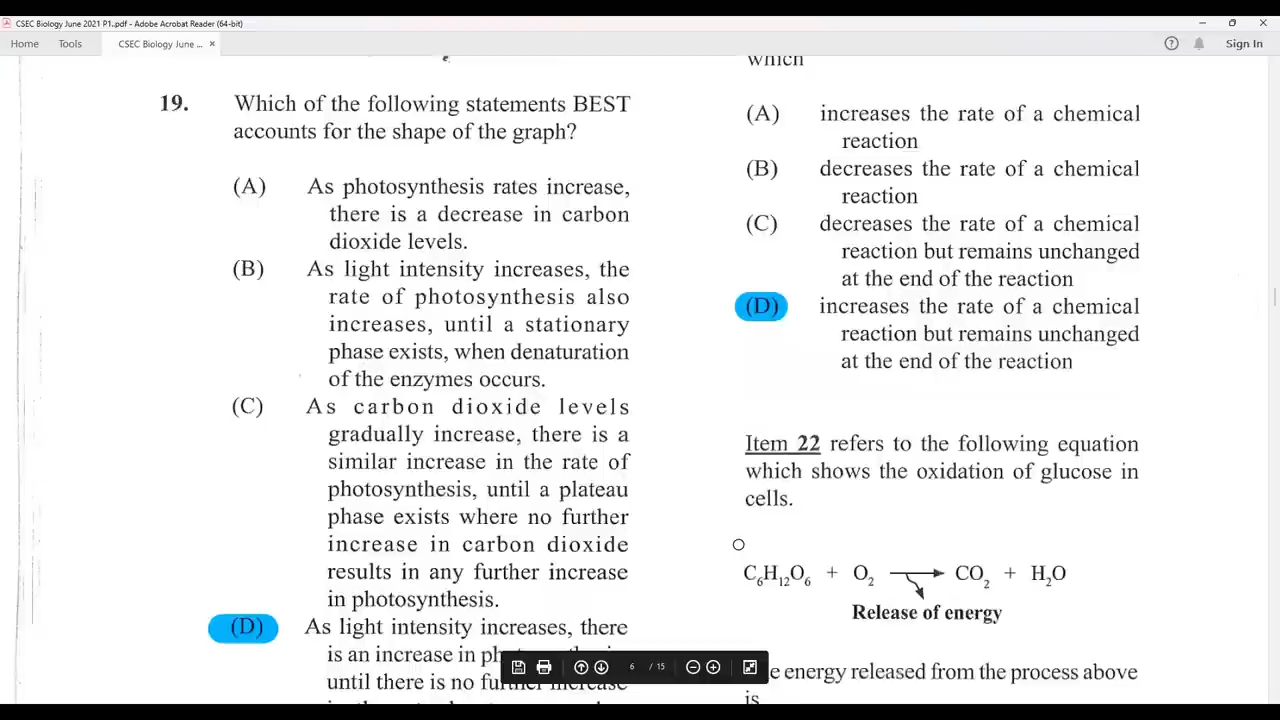 CSEC Biology June 2021 P1..pdf - Adobe Acrobat Reader (64-bit)
Home Tools CSEC Biology June ... × Sign In
19. Which of the following statements BEST
accounts for the shape of the graph?
(A) As photosynthesis rates increase,
there is a decrease in carbon
dioxide levels.
(B) As light intensity increases, the
rate of photosynthesis also
increases, until a stationary
phase exists, when denaturation
of the enzymes occurs.
(C) As carbon dioxide levels
gradually increase, there is a
similar increase in the rate of
photosynthesis, until a plateau
phase exists where no further
increase in carbon dioxide
results in any further increase
in photosynthesis.
(D) As light intensity increases, there
is an increase in
until there is no further increase
which
(A) increases the rate of a chemical
reaction
(B) decreases the rate of a chemical
reaction
(C) decreases the rate of a chemical
reaction but remains unchanged
at the end of the reaction
(D) increases the rate of a chemical
reaction but remains unchanged
at the end of the reaction
Item 22 refers to the following equation
which shows the oxidation of glucose in
cells.
C₆H₁₂O₆ + O₂ → CO₂ + H₂O
Release of energy
energy released from the process above
is
6 / 15